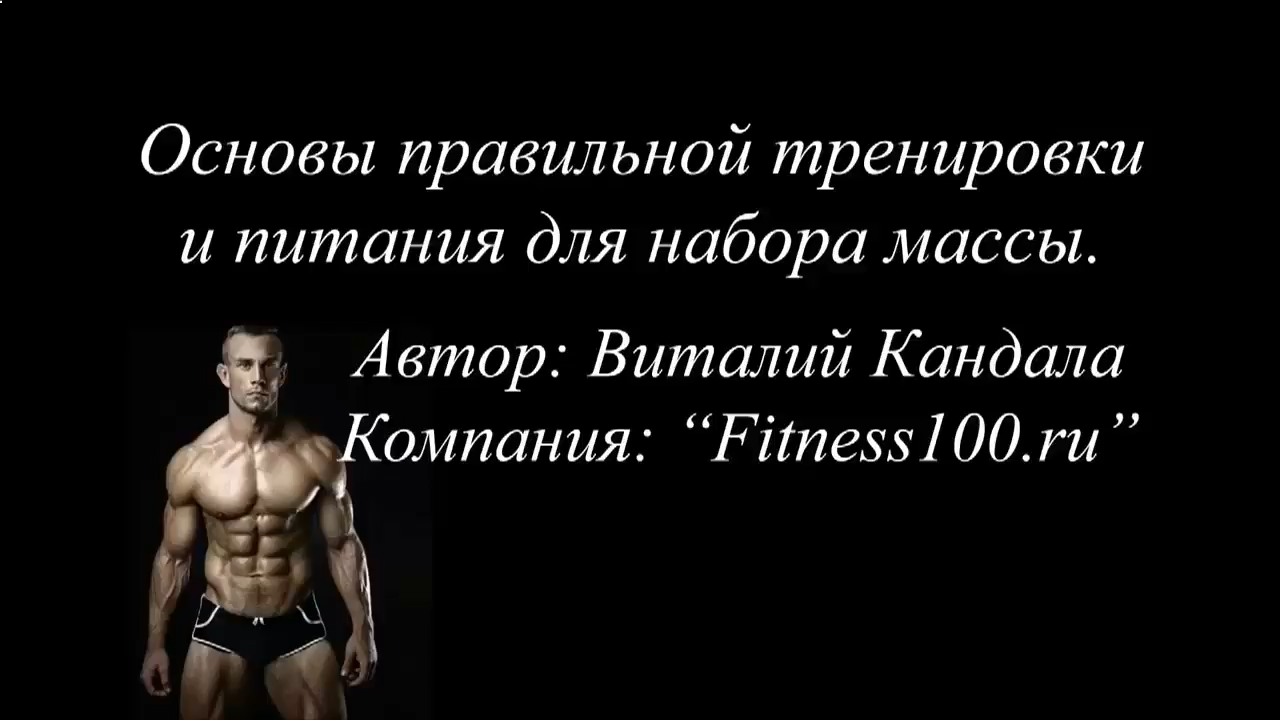 Основы правильной тренировки
и питания для набора массы.
Автор: Виталий Кандала
Компания: “Fitness100.ru”